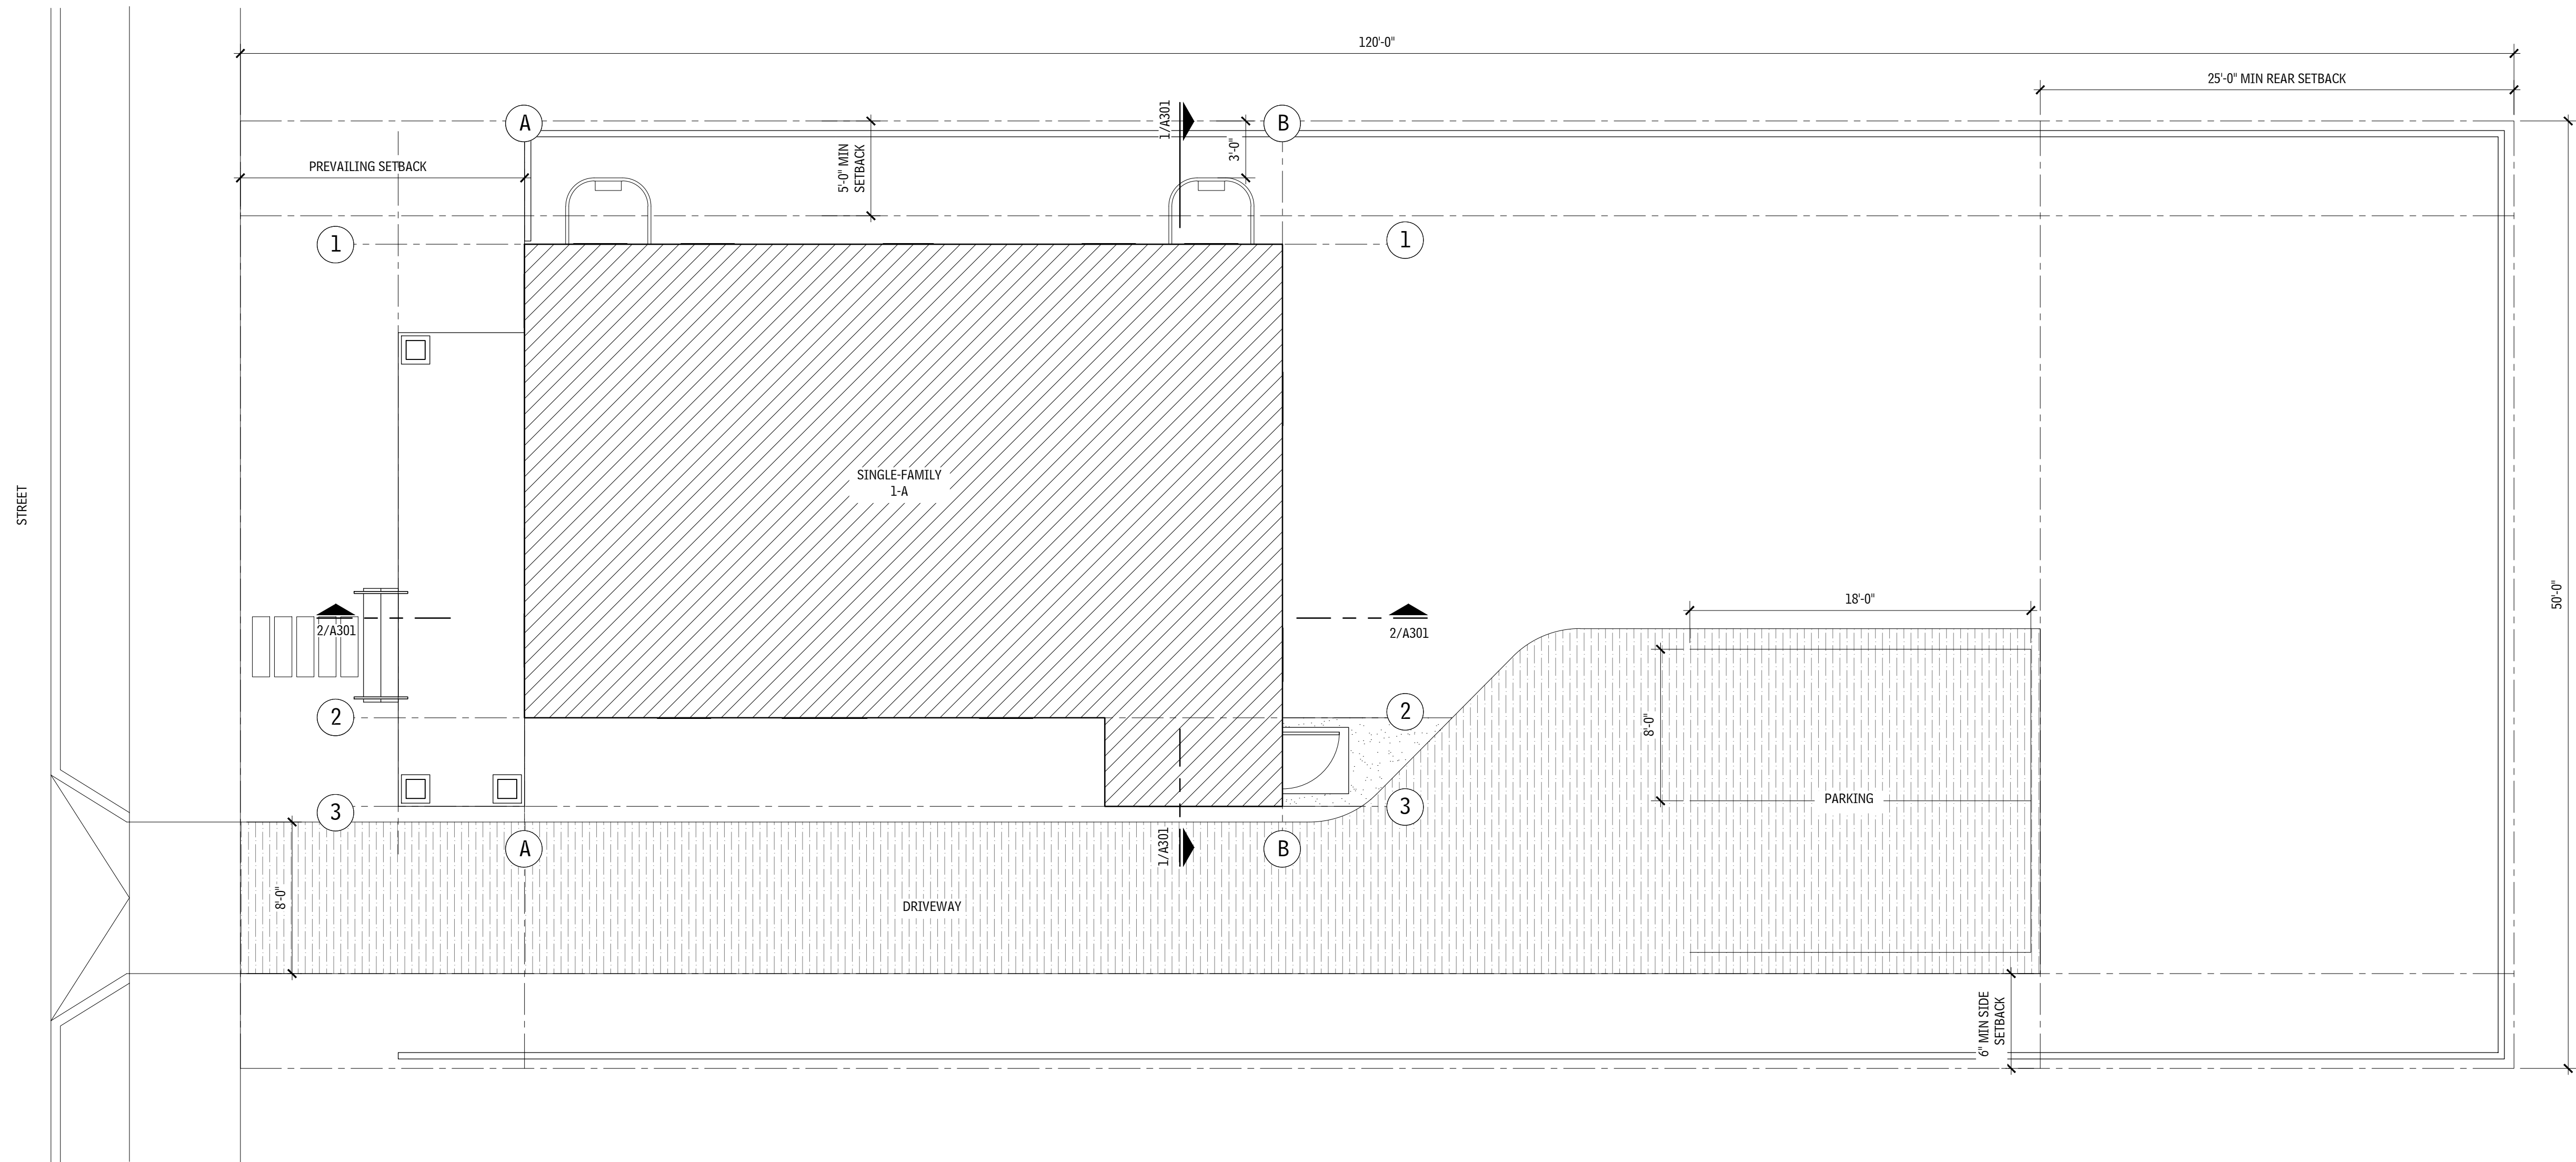 120'-0"
25'-0" MIN REAR SETBACK
A
1/A301
B
PREVAILING SETBACK
5'-0" MIN
SETBACK
3'-0"
1
1
STREET
SINGLE-FAMILY
1-A
18'-0"
50'-0"
2/A301
2/A301
2
2
8'-0"
PARKING
3
3
A
1/A301
B
8'-0"
DRIVEWAY
6" MIN SIDE
SETBACK